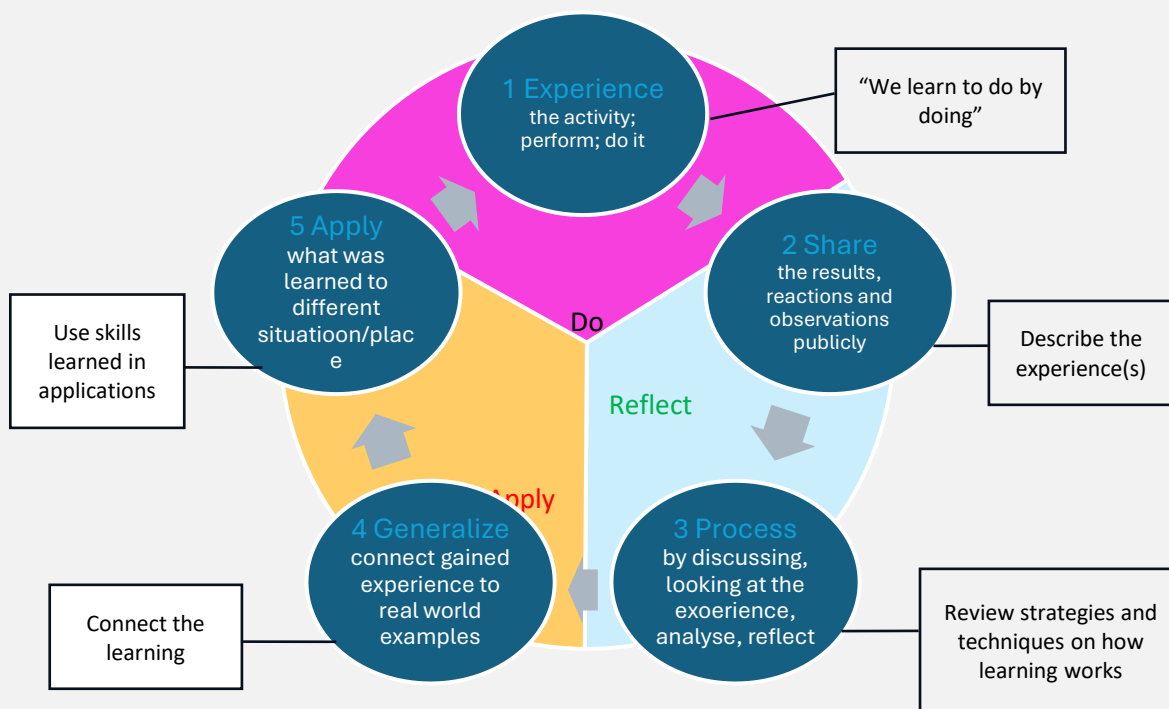 1 Experience
the activity;
perform; do it
“We learn to do by
doing”
2 Share
the results,
reactions and
observations
publicly
Describe the
experience(s)
3 Process
by discussing,
looking at the
exoerience,
analyse, reflect
Review strategies and
techniques on how
learning works
4 Generalize
connect gained
experience to
real world
examples
Connect the
learning
5 Apply
what was
learned to
different
situatioon/plac
e
Use skills
learned in
applications
Do
Reflect
Apply